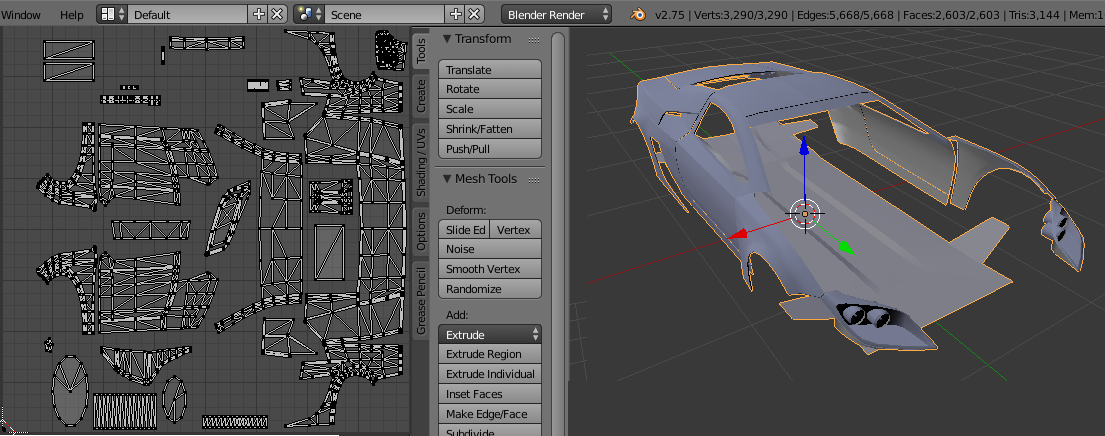 Window Help Default Scene Blender Render v2.75 | Verts:3,290/3,290 | Edges:5,668/5,668 | Faces:2,603/2,603 | Tris:3,144 | Mem:1
Tools
Create
Shading / UVs
Options
Grease Pencil
Transform
Translate
Rotate
Scale
Shrink/Fatten
Push/Pull
Mesh Tools
Deform:
Slide Ed Vertex
Noise
Smooth Vertex
Randomize
Add:
Extrude
Extrude Region
Extrude Individual
Inset Faces
Make Edge/Face
Subdivide